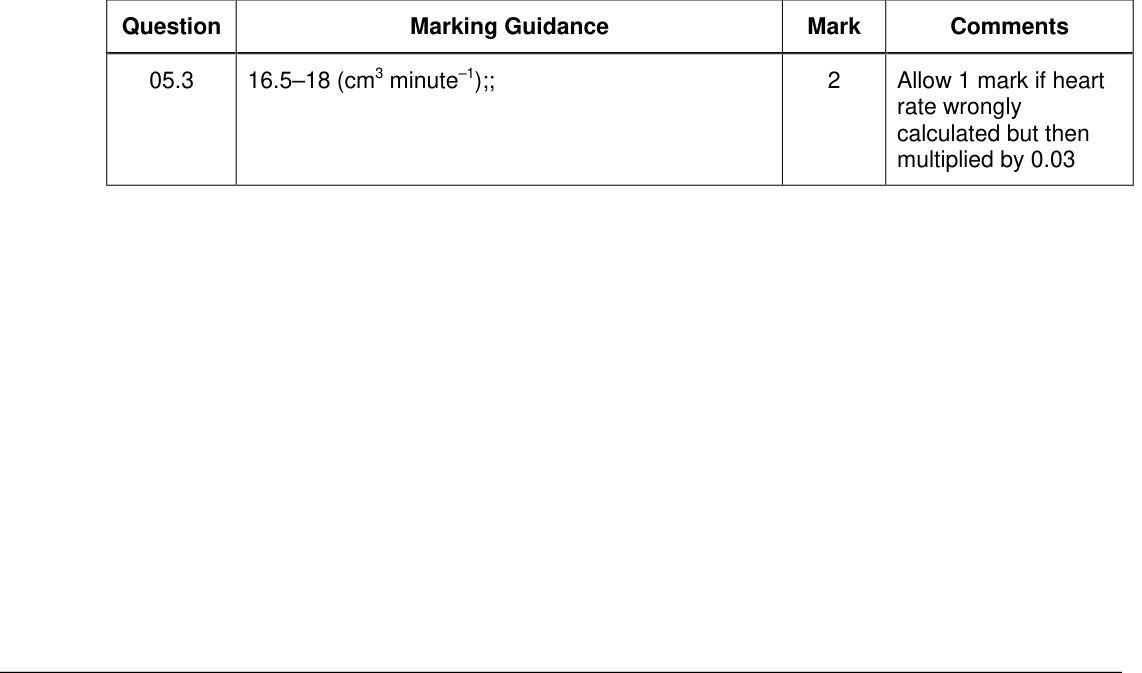 Question Marking Guidance Mark Comments
05.3 16.5–18 (cm³ minute⁻¹);; 2 Allow 1 mark if heart
rate wrongly
calculated but then
multiplied by 0.03